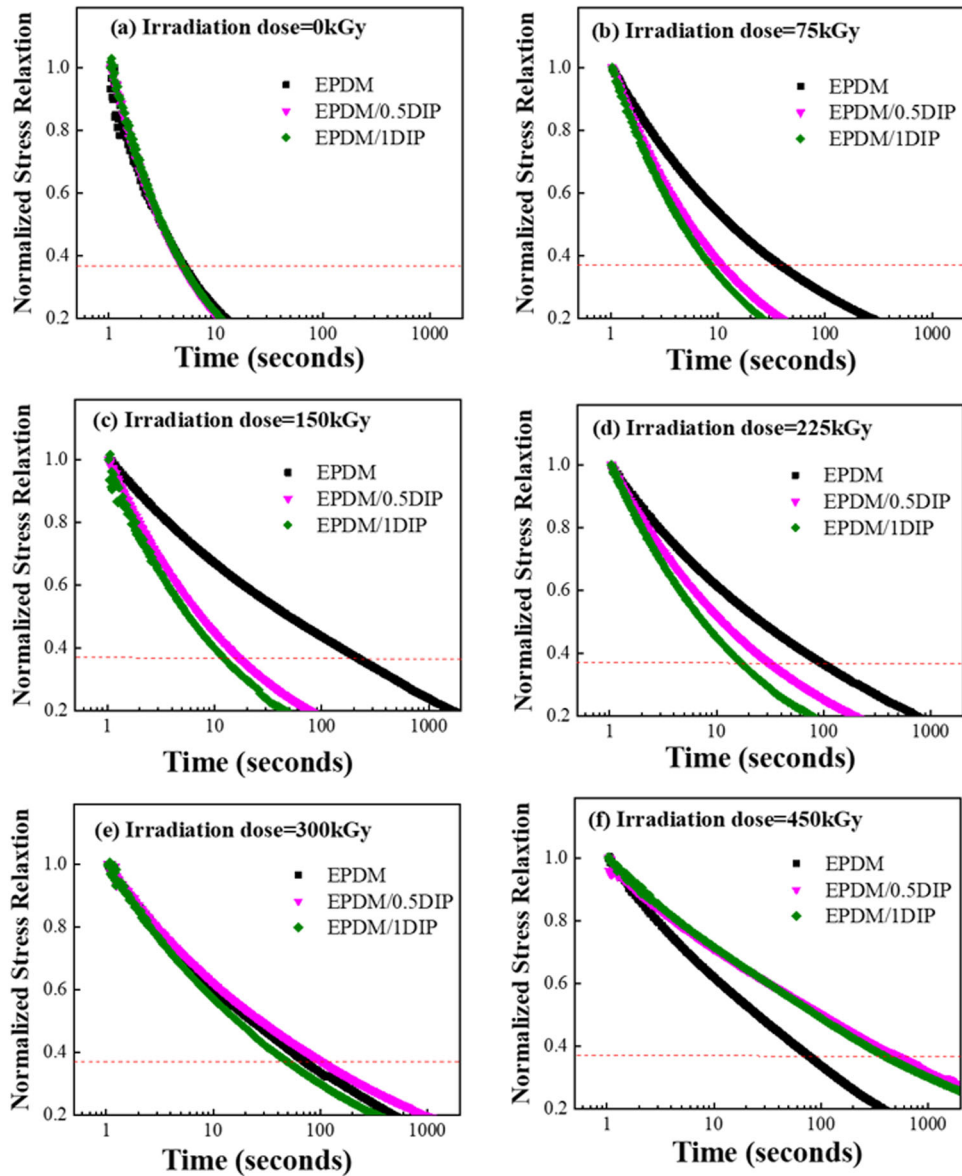 (a) Irradiation dose=0kGy
EPDM
EPDM/0.5DIP
EPDM/1DIP
1.0
0.8
0.6
0.4
0.2
Normalized Stress Relaxtion
1 10 100 1000
Time (seconds)
(b) Irradiation dose=75kGy
EPDM
EPDM/0.5DIP
EPDM/1DIP
1.0
0.8
0.6
0.4
0.2
Normalized Stress Relaxtion
1 10 100 1000
Time (seconds)
(c) Irradiation dose=150kGy
EPDM
EPDM/0.5DIP
EPDM/1DIP
1.0
0.8
0.6
0.4
0.2
Normalized Stress Relaxtion
1 10 100 1000
Time (seconds)
(d) Irradiation dose=225kGy
EPDM
EPDM/0.5DIP
EPDM/1DIP
1.0
0.8
0.6
0.4
0.2
Normalized Stress Relaxtion
1 10 100 1000
Time (seconds)
(e) Irradiation dose=300kGy
EPDM
EPDM/0.5DIP
EPDM/1DIP
1.0
0.8
0.6
0.4
0.2
Normalized Stress Relaxtion
1 10 100 1000
Time (seconds)
(f) Irradiation dose=450kGy
EPDM
EPDM/0.5DIP
EPDM/1DIP
1.0
0.8
0.6
0.4
0.2
Normalized Stress Relaxtion
1 10 100 1000
Time (seconds)